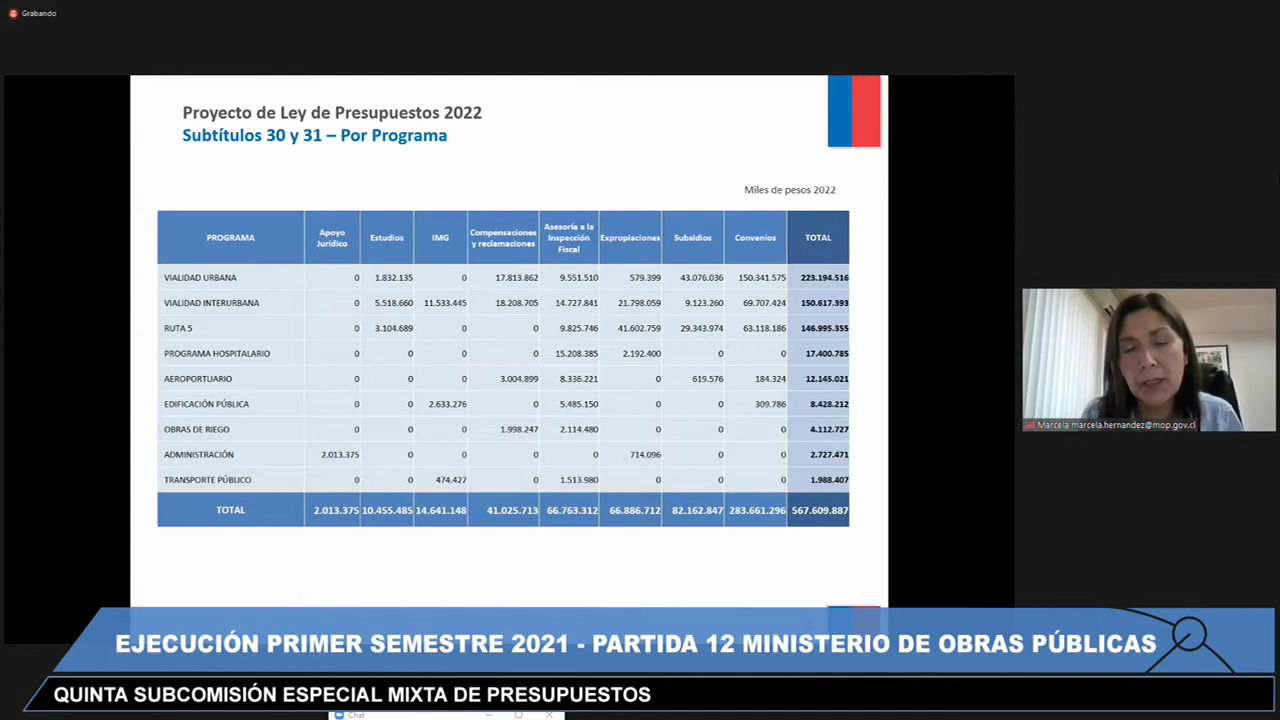 Grabando
Proyecto de Ley de Presupuestos 2022
Subtítulos 30 y 31 – Por Programa
Miles de pesos 2022
PROGRAMA Apoyo Jurídico Estudios IMG Compensaciones y reclamaciones Asesoría a la Inspección Fiscal Expropiaciones Subsidios Convenios TOTAL
VIALIDAD URBANA 0 1.832.135 0 17.813.862 9.551.510 579.399 43.076.036 150.341.575 223.194.516
VIALIDAD INTERURBANA 0 5.518.660 11.533.445 18.208.705 14.727.841 21.798.059 9.123.260 69.707.424 150.617.393
RUTA 5 0 3.104.689 0 0 9.825.746 41.602.759 29.343.974 63.118.186 146.995.355
PROGRAMA HOSPITALARIO 0 0 0 0 15.208.385 2.192.400 0 0 17.400.785
AEROPORTUARIO 0 0 0 3.004.899 8.336.221 0 619.576 184.324 12.145.021
EDIFICACIÓN PÚBLICA 0 0 2.633.276 0 5.485.150 0 0 309.786 8.428.212
OBRAS DE RIEGO 0 0 0 1.998.247 2.114.480 0 0 0 4.112.727
ADMINISTRACIÓN 2.013.375 0 0 0 0 714.096 0 0 2.727.471
TRANSPORTE PÚBLICO 0 0 474.427 0 1.513.980 0 0 0 1.988.407
TOTAL 2.013.375 10.455.485 14.641.148 41.025.713 66.763.312 66.886.712 82.162.847 283.661.296 567.609.887
Marcela marcela.hernandez@mop.gov.cl
EJECUCIÓN PRIMER SEMESTRE 2021 - PARTIDA 12 MINISTERIO DE OBRAS PÚBLICAS
QUINTA SUBCOMISIÓN ESPECIAL MIXTA DE PRESUPUESTOS
Chat